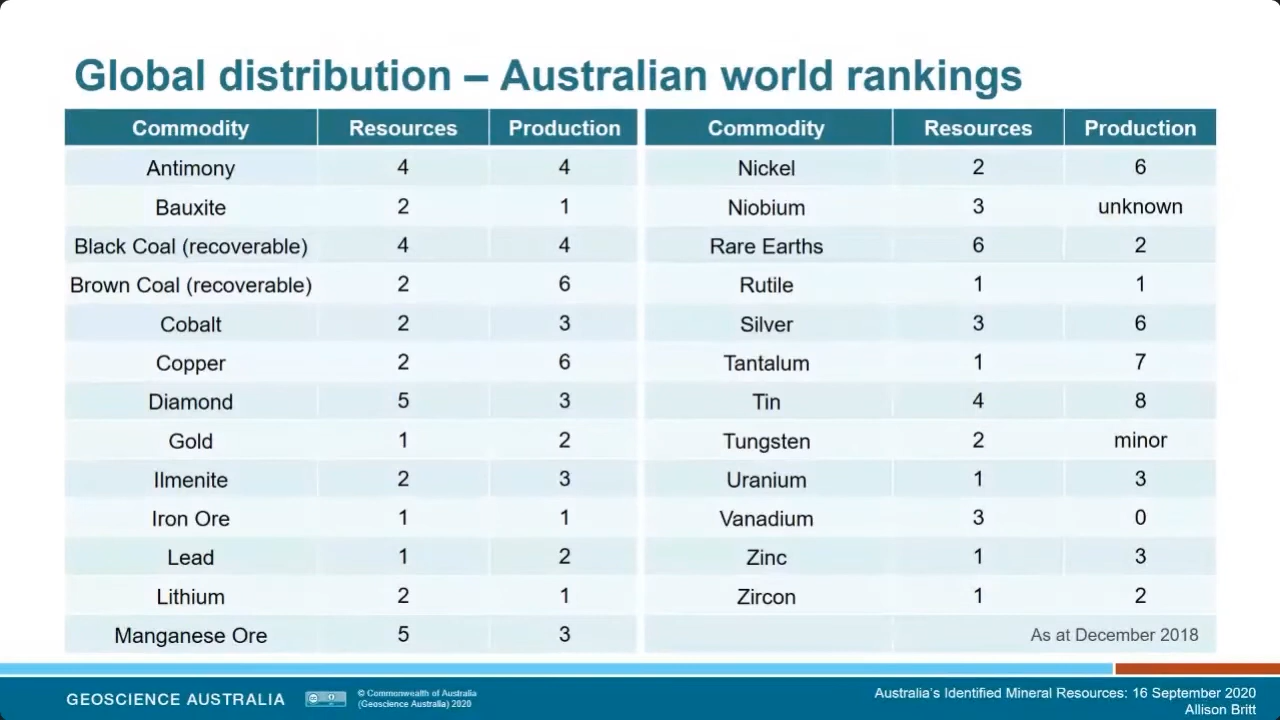 Global distribution – Australian world rankings
Commodity Resources Production
Antimony 4 4
Bauxite 2 1
Black Coal (recoverable) 4 4
Brown Coal (recoverable) 2 6
Cobalt 2 3
Copper 2 6
Diamond 5 3
Gold 1 2
Ilmenite 2 3
Iron Ore 1 1
Lead 1 2
Lithium 2 1
Manganese Ore 5 3
Commodity Resources Production
Nickel 2 6
Niobium 3 unknown
Rare Earths 6 2
Rutile 1 1
Silver 3 6
Tantalum 1 7
Tin 4 8
Tungsten 2 minor
Uranium 1 3
Vanadium 3 0
Zinc 1 3
Zircon 1 2
As at December 2018
GEOSCIENCE AUSTRALIA
© Commonwealth of Australia
(Geoscience Australia) 2020
Australia's Identified Mineral Resources: 16 September 2020
Allison Britt